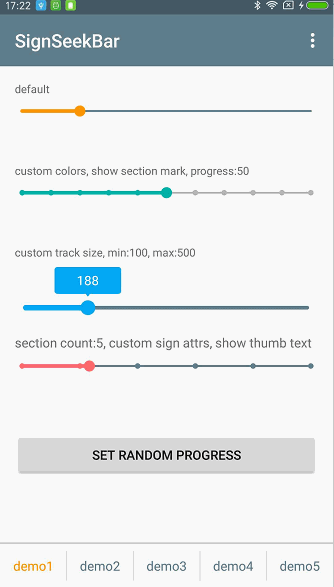 17:22
SignSeekBar
default
custom colors, show section mark, progress:50
custom track size, min:100, max:500
188
section count:5, custom sign attrs, show thumb text
SET RANDOM PROGRESS
demo1 demo2 demo3 demo4 demo5